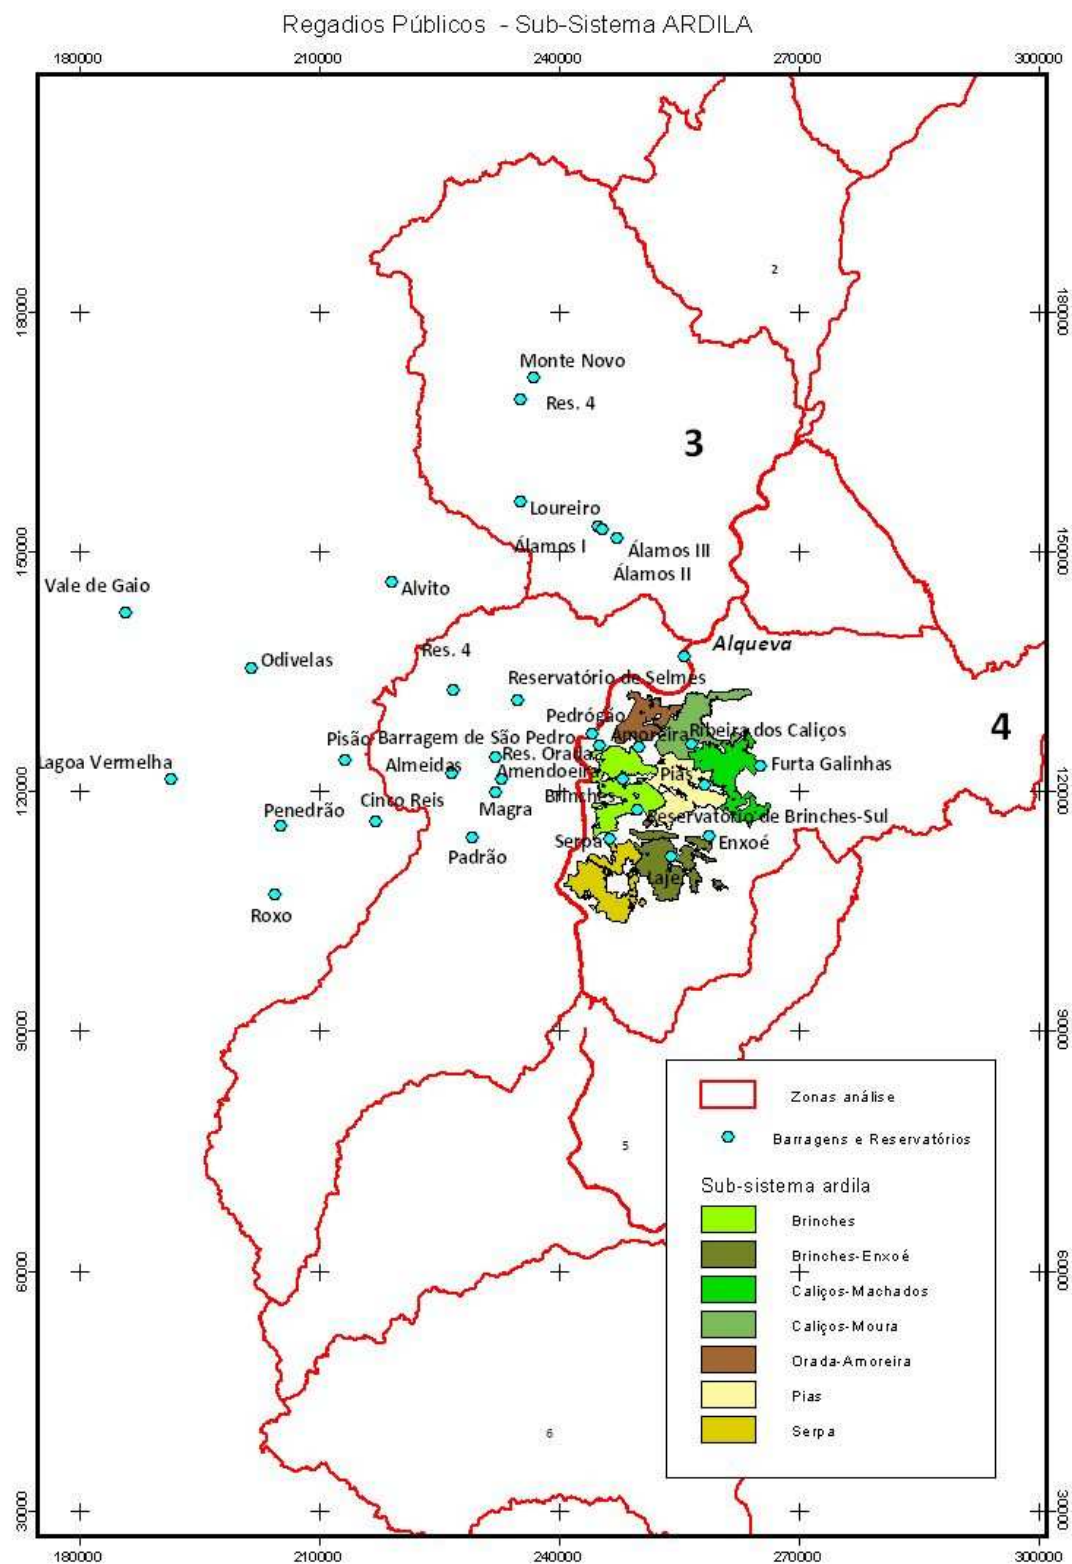 Regadios Públicos - Sub-Sistema ARDILA
180000 210000 240000 270000 300000
2
180000 180000
Monte Novo
Res. 4
3
Loureiro
Álamos I
Álamos III
Álamos II
150000 150000
Vale de Gaio
Alvito
Res. 4
Alqueva
Odivelas
Reservatório de Selmes
Pedrógão
4
Pisão
Barragem de São Pedro
Amoreira
Ribeira dos Caliços
Res. Orada
Lagoa Vermelha
Almeidas
Amendoeira
Pias
Furta Galinhas
120000 120000
Cinco Reis
Brinches
Penedrão
Magra
Reservatório de Brinches-Sul
Serpa
Enxoé
Padrão
Laje
Roxo
90000 90000
Zonas análise
Barragens e Reservatórios
5
Sub-sistema ardila
Brinches
Brinches-Enxoé
60000 60000
Caliços-Machados
Caliços-Moura
Orada-Amoreira
Pias
Serpa
6
30000 30000
180000 210000 240000 270000 300000